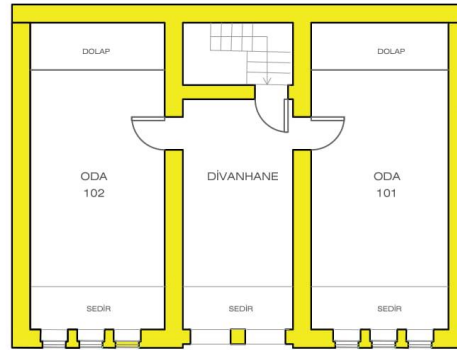 DOLAP
DOLAP
ODA
102
DİVANHANE
ODA
101
SEDİR
SEDİR
SEDİR